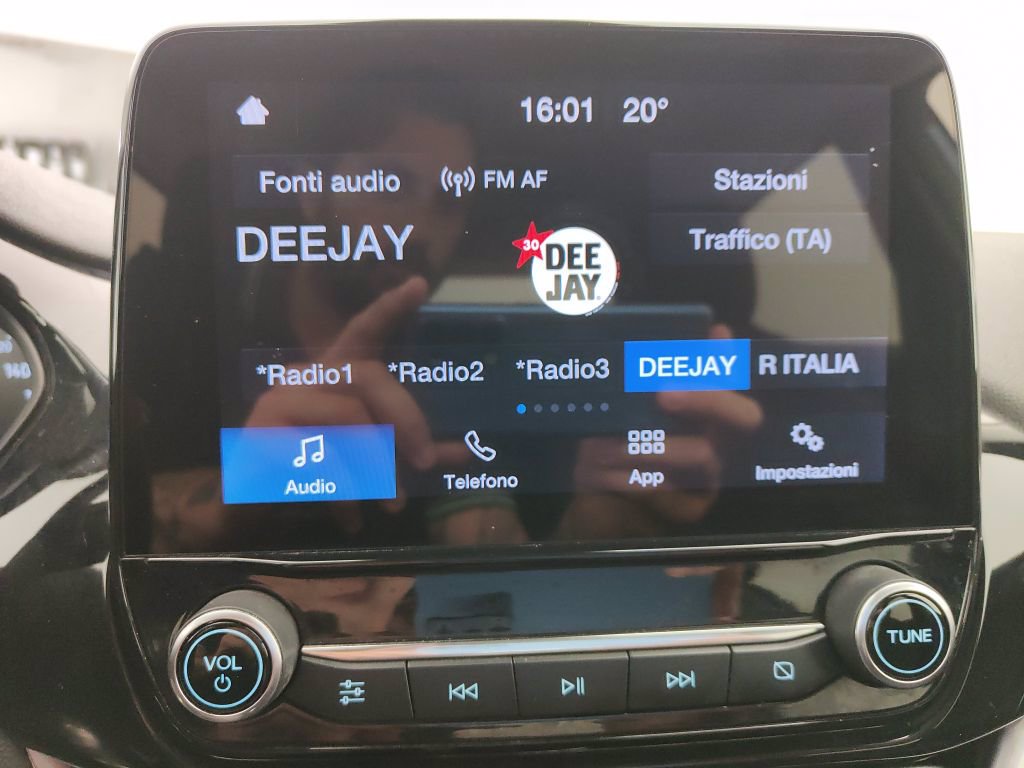 16:01 20°
Fonti audio FM AF Stazioni
DEEJAY
30 DEE
JAY
Traffico (TA)
*Radio1 *Radio2 *Radio3 DEEJAY R ITALIA
Audio Telefono App Impostazioni
VOL
TUNE